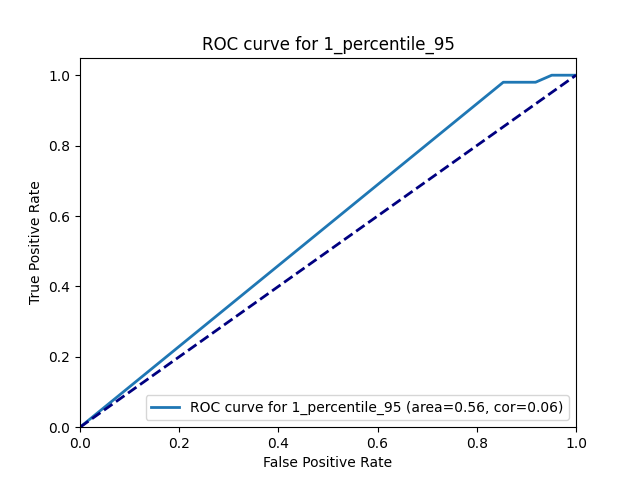 ROC curve for 1_percentile_95
1.0
0.8
0.6
0.4
0.2
0.0
True Positive Rate
ROC curve for 1_percentile_95 (area=0.56, cor=0.06)
0.0 0.2 0.4 0.6 0.8 1.0
False Positive Rate